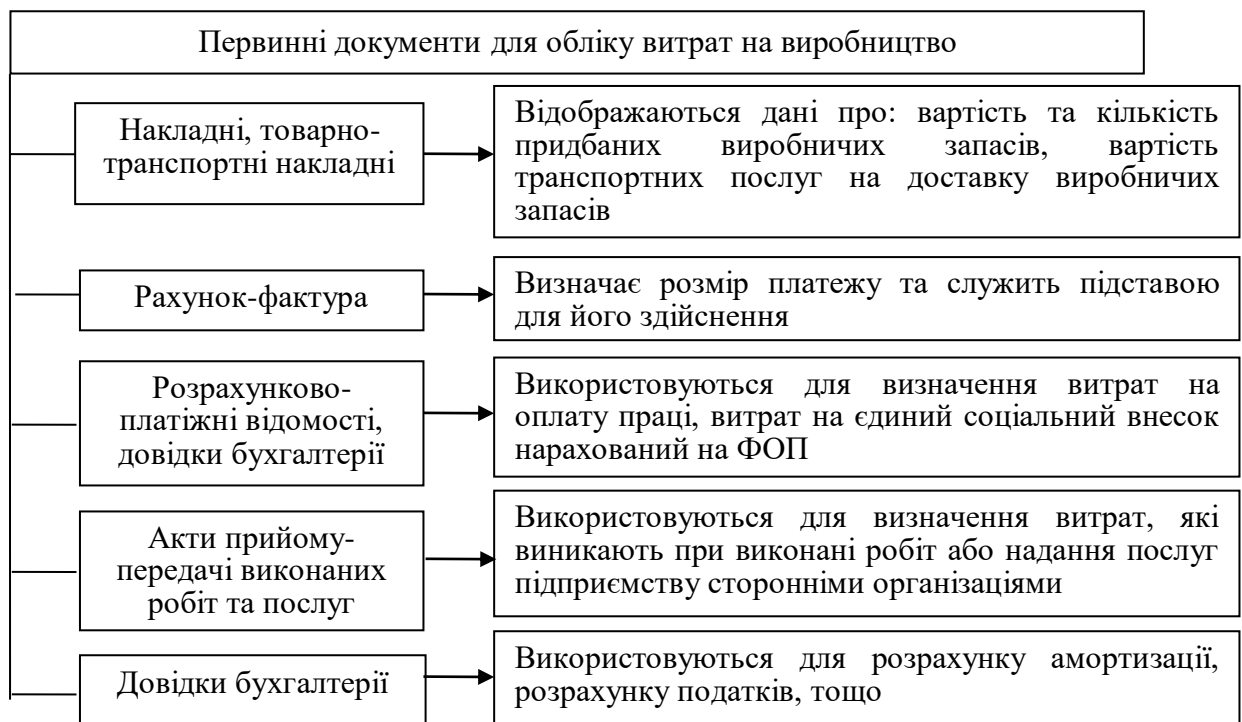 Первинні документи для обліку витрат на виробництво
Накладні, товарно-
транспортні накладні
Відображаються дані про: вартість та кількість
придбаних виробничих запасів, вартість
транспортних послуг на доставку виробничих
запасів
Рахунок-фактура
Визначає розмір платежу та служить підставою
для його здійснення
Розрахунково-
платіжні відомості,
довідки бухгалтерії
Використовуються для визначення витрат на
оплату праці, витрат на єдиний соціальний внесок
нарахований на ФОП
Акти прийому-
передачі виконаних
робіт та послуг
Використовуються для визначення витрат, які
виникають при виконані робіт або надання послуг
підприємству сторонніми організаціями
Довідки бухгалтерії
Використовуються для розрахунку амортизації,
розрахунку податків, тощо